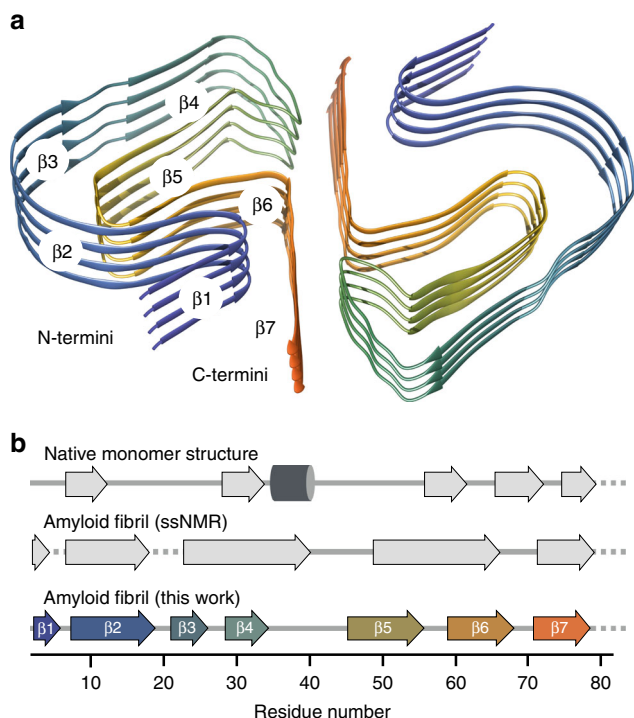 a
β4
β3
β5
β6
β2
β1
N-termini
β7
C-termini
b
Native monomer structure
Amyloid fibril (ssNMR)
Amyloid fibril (this work)
β1 β2 β3 β4 β5 β6 β7
10 20 30 40 50 60 70 80
Residue number